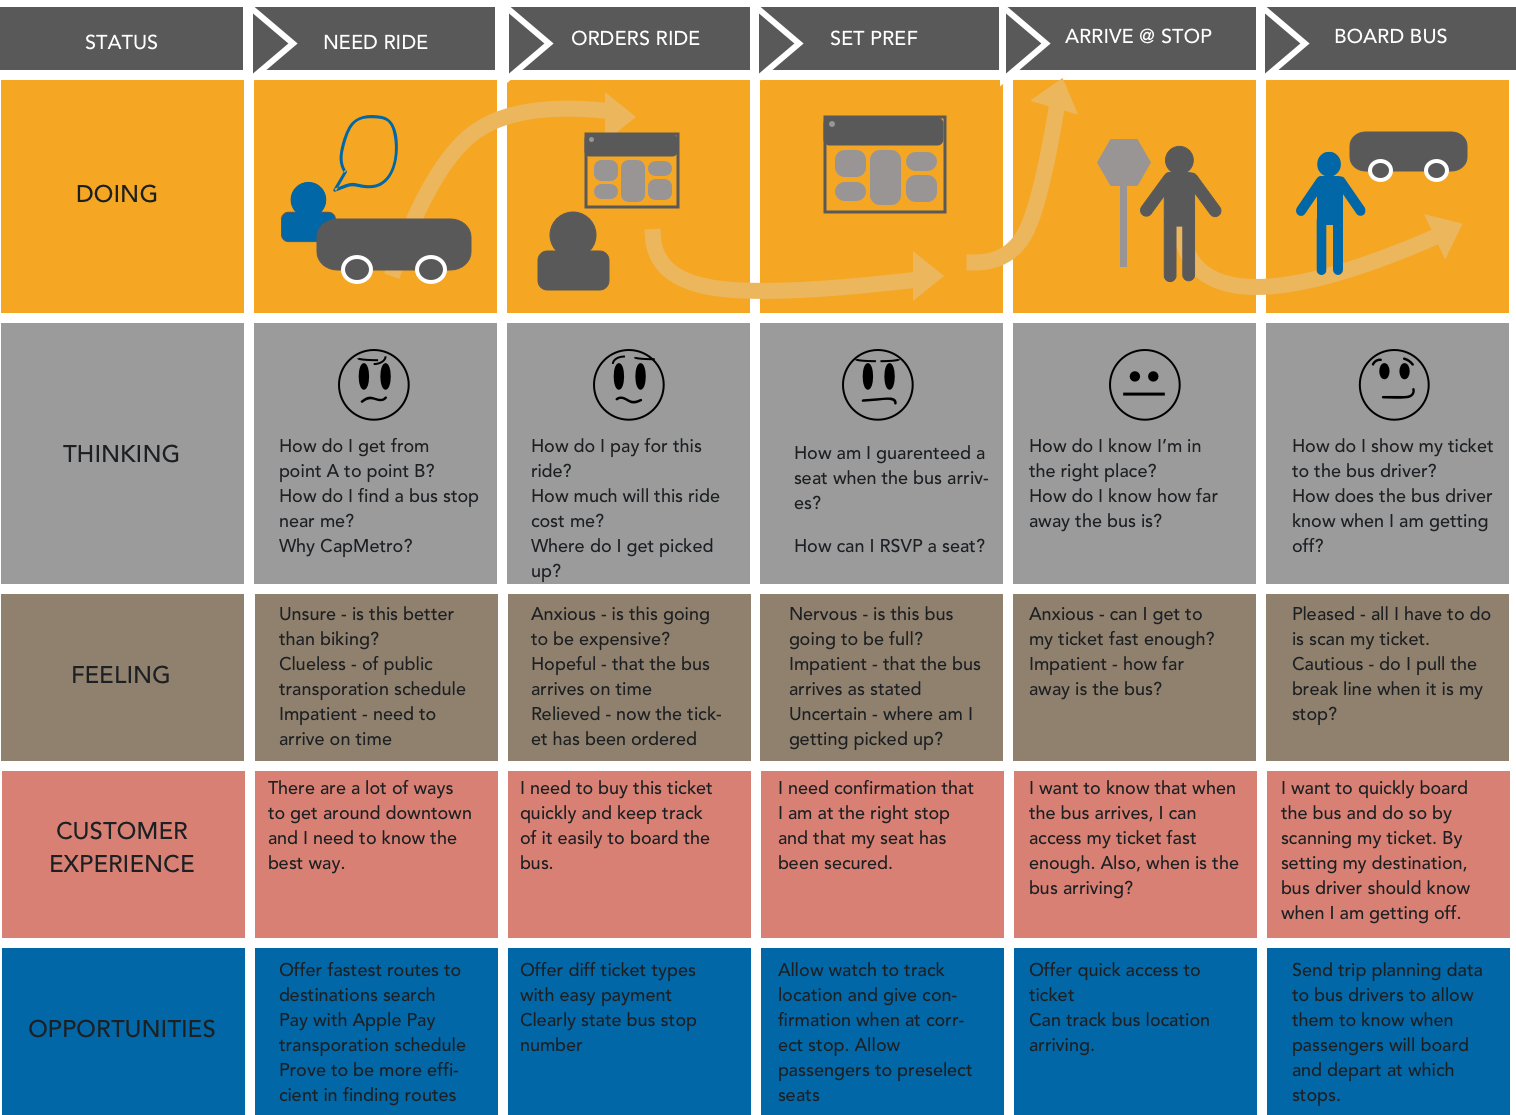 STATUS
NEED RIDE
ORDERS RIDE
SET PREF
ARRIVE @ STOP
BOARD BUS
DOING
THINKING
How do I get from
point A to point B?
How do I find a bus stop
near me?
Why CapMetro?
How do I pay for this
ride?
How much will this ride
cost me?
Where do I get picked
up?
How am I guarenteed a
seat when the bus arriv-
es?
How can I RSVP a seat?
How do I know I'm in
the right place?
How do I know how far
away the bus is?
How do I show my ticket
to the bus driver?
How does the bus driver
know when I am getting
off?
FEELING
Unsure - is this better
than biking?
Clueless - of public
transporation schedule
Impatient - need to
arrive on time
Anxious - is this going
to be expensive?
Hopeful - that the bus
arrives on time
Relieved - now the tick-
et has been ordered
Nervous - is this bus
going to be full?
Impatient - that the bus
arrives as stated
Uncertain - where am I
getting picked up?
Anxious - can I get to
my ticket fast enough?
Impatient - how far
away is the bus?
Pleased - all I have to do
is scan my ticket.
Cautious - do I pull the
break line when it is my
stop?
CUSTOMER
EXPERIENCE
There are a lot of ways
to get around downtown
and I need to know the
best way.
I need to buy this ticket
quickly and keep track
of it easily to board the
bus.
I need confirmation that
I am at the right stop
and that my seat has
been secured.
I want to know that when
the bus arrives, I can
access my ticket fast
enough. Also, when is the
bus arriving?
I want to quickly board
the bus and do so by
scanning my ticket. By
setting my destination,
bus driver should know
when I am getting off.
OPPORTUNITIES
Offer fastest routes to
destinations search
Pay with Apple Pay
transporation schedule
Prove to be more effi-
cient in finding routes
Offer diff ticket types
with easy payment
Clearly state bus stop
number
Allow watch to track
location and give con-
firmation when at corr-
ect stop. Allow
passengers to preselect
seats
Offer quick access to
ticket
Can track bus location
arriving.
Send trip planning data
to bus drivers to allow
them to know when
passengers will board
and depart at which
stops.